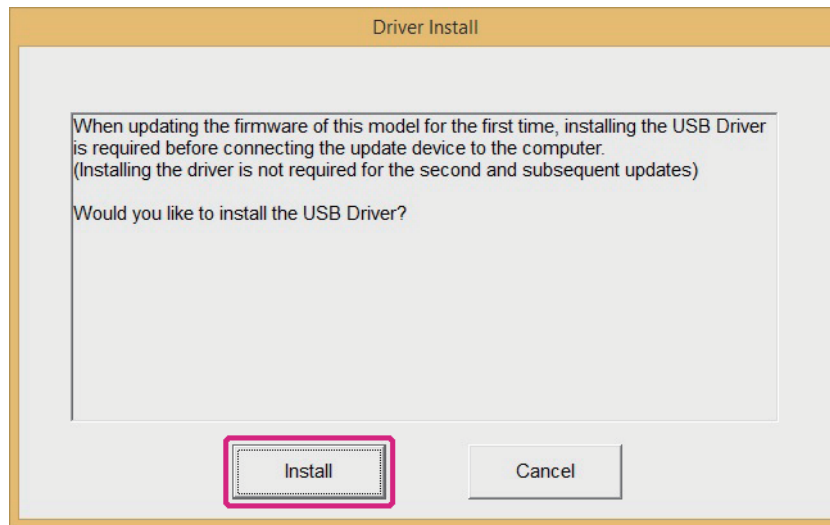 Driver Install
When updating the firmware of this model for the first time, installing the USB Driver
is required before connecting the update device to the computer.
(Installing the driver is not required for the second and subsequent updates)
Would you like to install the USB Driver?
Install
Cancel